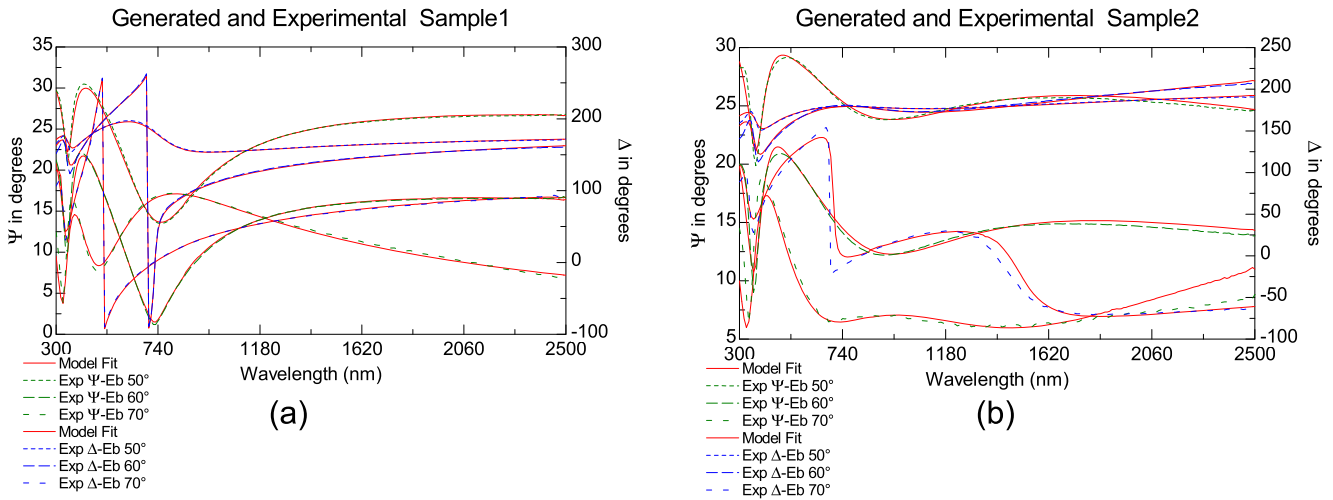 Generated and Experimental Sample1
35
30
25
20
15
10
5
0
Ψ in degrees
300
200
100
0
-100
Δ in degrees
300 740 1180 1620 2060 2500
Wavelength (nm)
Model Fit
Exp Ψ-Eb 50°
Exp Ψ-Eb 60°
Exp Ψ-Eb 70°
Model Fit
Exp Δ-Eb 50°
Exp Δ-Eb 60°
Exp Δ-Eb 70°
(a)
Generated and Experimental Sample2
30
25
20
15
10
5
Ψ in degrees
250
200
150
100
50
0
-50
-100
Δ in degrees
300 740 1180 1620 2060 2500
Wavelength (nm)
Model Fit
Exp Ψ-Eb 50°
Exp Ψ-Eb 60°
Exp Ψ-Eb 70°
Model Fit
Exp Δ-Eb 50°
Exp Δ-Eb 60°
Exp Δ-Eb 70°
(b)